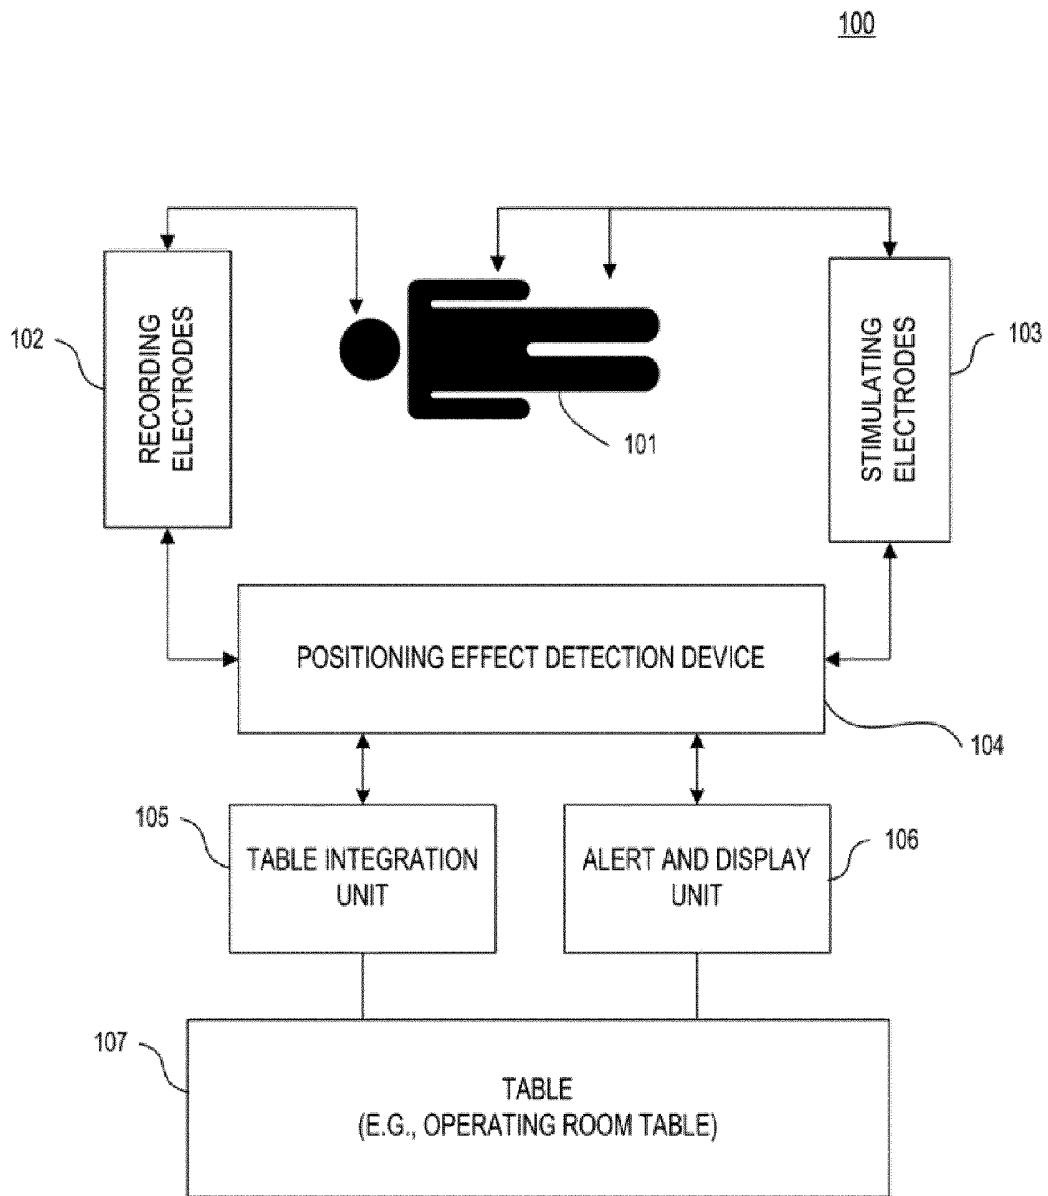 100
102
RECORDING
ELECTRODES
101
STIMULATING
ELECTRODES
103
POSITIONING EFFECT DETECTION DEVICE
104
105
TABLE INTEGRATION
UNIT
ALERT AND DISPLAY
UNIT
106
107
TABLE
(E.G., OPERATING ROOM TABLE)